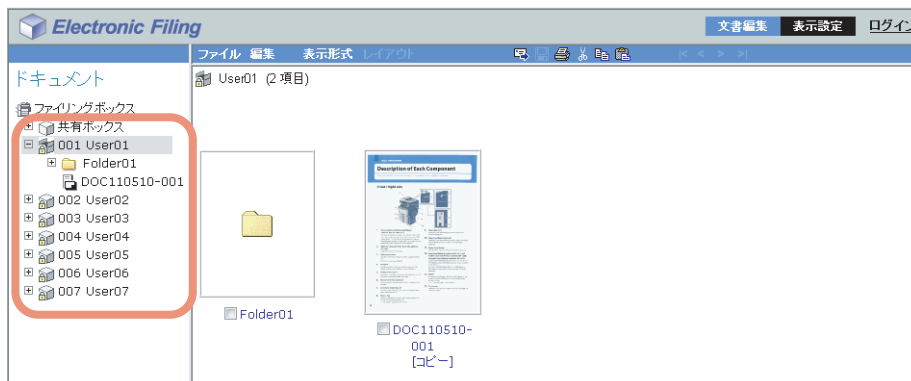 Electronic Filing
文書編集 表示設定 ログイン
ファイル 編集 表示形式 レイアウト |< < > >|
ドキュメント
User01 (2 項目)
ファイリングボックス
共有ボックス
001 User01
Folder01
DOC110510-001
002 User02
003 User03
004 User04
005 User05
006 User06
007 User07
Description of Each Component
Folder01
DOC110510-
001
[コピー]